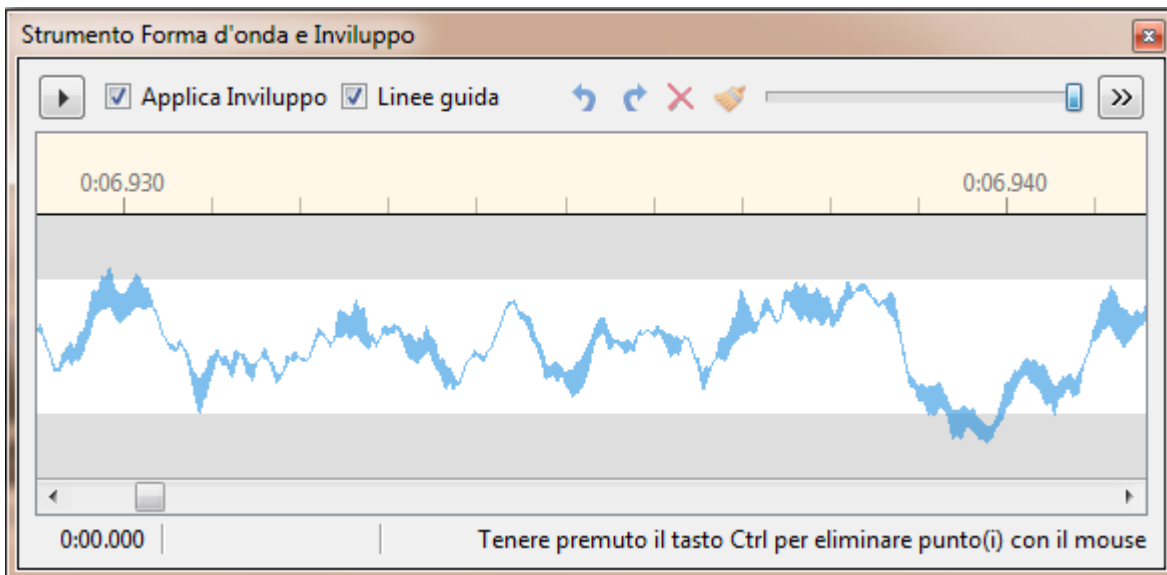 Strumento Forma d'onda e Inviluppo
Applica Inviluppo Linee guida
0:06.930 0:06.940
0:00.000 Tenere premuto il tasto Ctrl per eliminare punto(i) con il mouse